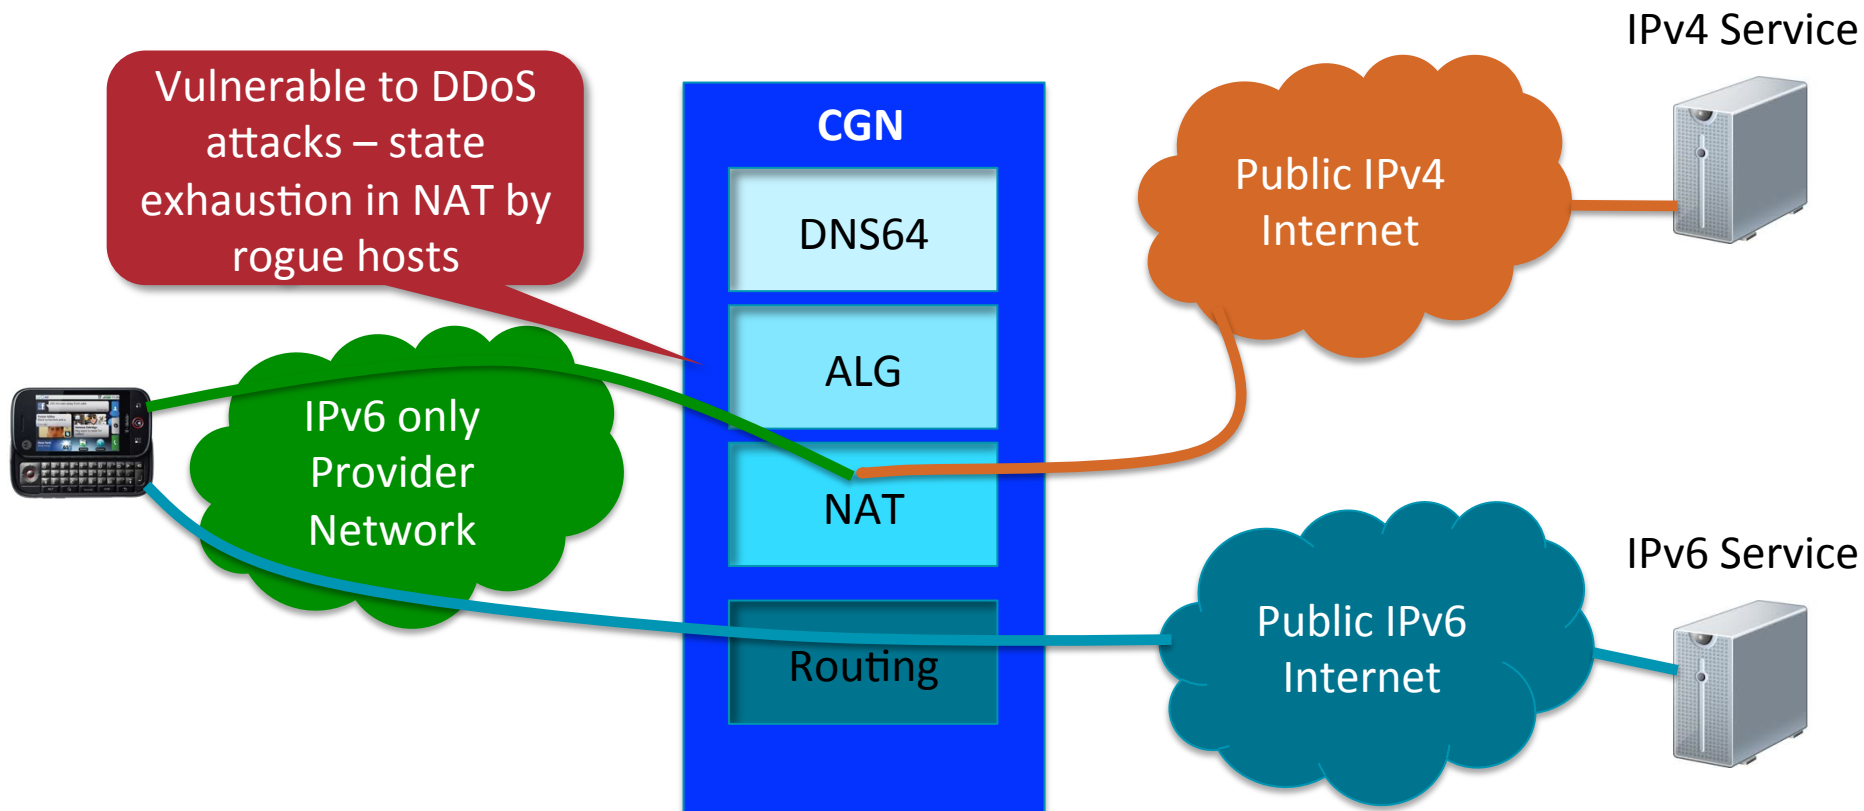 IPv4 Service
Vulnerable to DDoS
attacks – state
exhaustion in NAT by
rogue hosts
CGN
DNS64
ALG
NAT
Routing
Public IPv4
Internet
IPv6 only
Provider
Network
IPv6 Service
Public IPv6
Internet